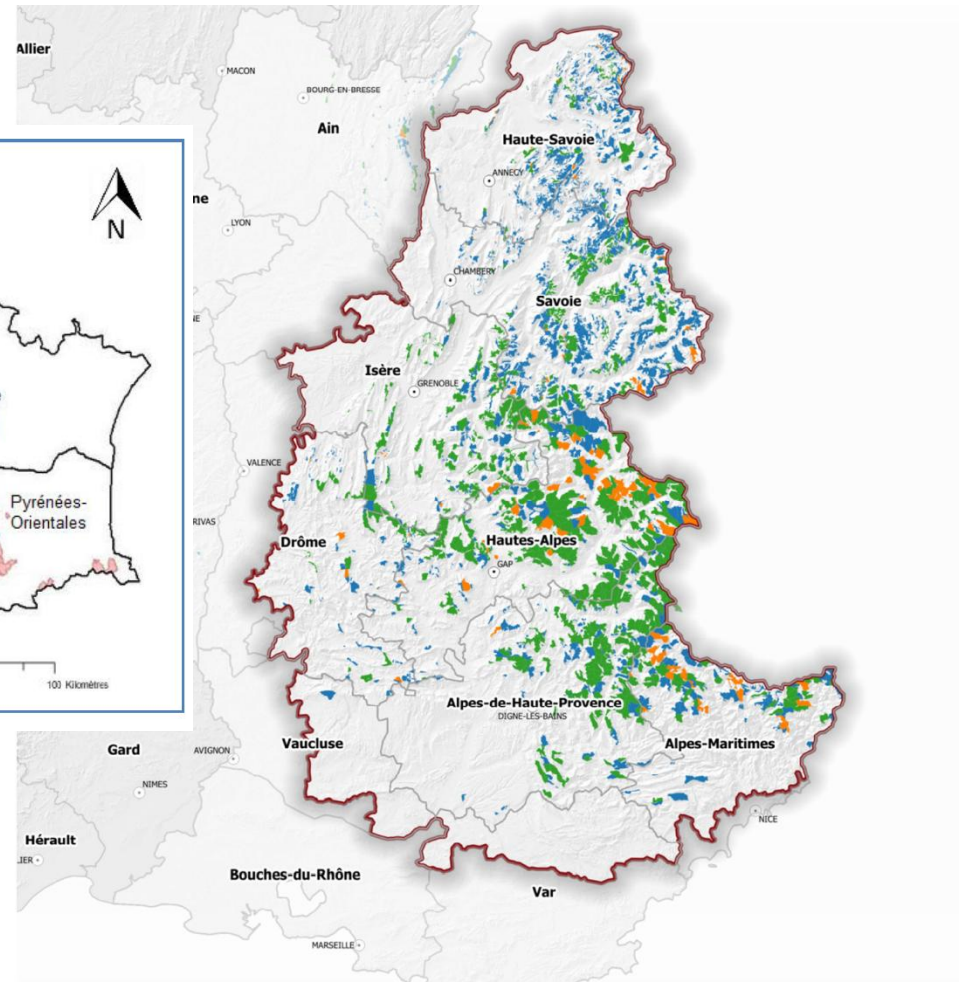 Allier
MACON
BOURG-EN-BRESSE
Ain
Haute-Savoie
ANNECY
N
ne
LYON
CHAMBERY
Savoie
Isère
GRENOBLE
VALENCE
Pyrénées-
Orientales
RIVAS
Drôme
Hautes-Alpes
GAP
100 Kilomètres
Alpes-de-Haute-Provence
DIGNE-LES-BAINS
Gard
AVIGNON
Vaucluse
Alpes-Maritimes
NIMES
NICE
Hérault
LIER
Bouches-du-Rhône
Var
MARSEILLE